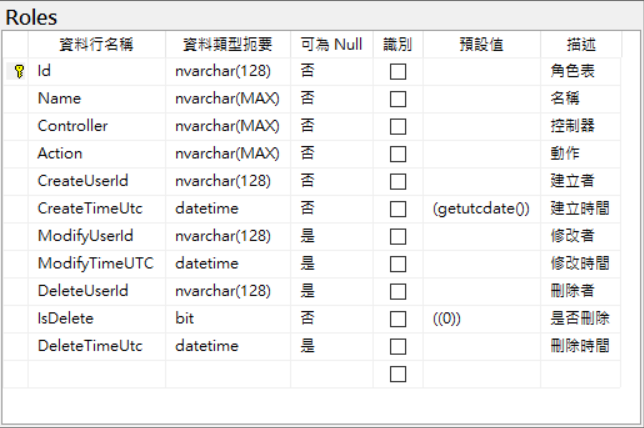 Roles
資料行名稱 資料類型扼要 可為 Null 識別 預設值 描述
Id nvarchar(128) 否 角色表
Name nvarchar(MAX) 否 名稱
Controller nvarchar(MAX) 否 控制器
Action nvarchar(MAX) 否 動作
CreateUserId nvarchar(128) 否 建立者
CreateTimeUtc datetime 否 (getutcdate()) 建立時間
ModifyUserId nvarchar(128) 是 修改者
ModifyTimeUTC datetime 是 修改時間
DeleteUserId nvarchar(128) 是 刪除者
IsDelete bit 否 ((0)) 是否刪除
DeleteTimeUtc datetime 是 刪除時間